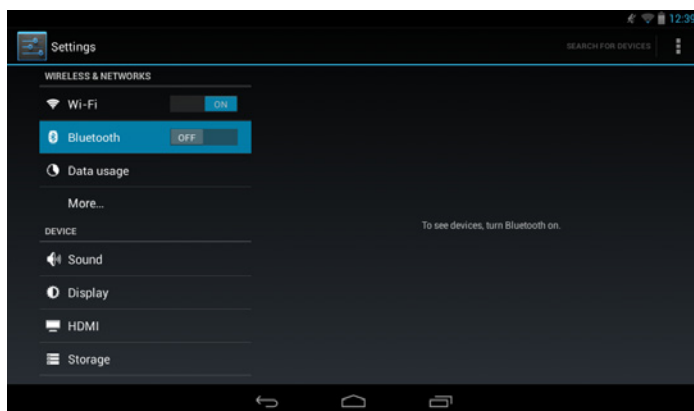 12:39
Settings
SEARCH FOR DEVICES
WIRELESS & NETWORKS
Wi-Fi ON
Bluetooth OFF
Data usage
More...
To see devices, turn Bluetooth on.
DEVICE
Sound
Display
HDMI
Storage